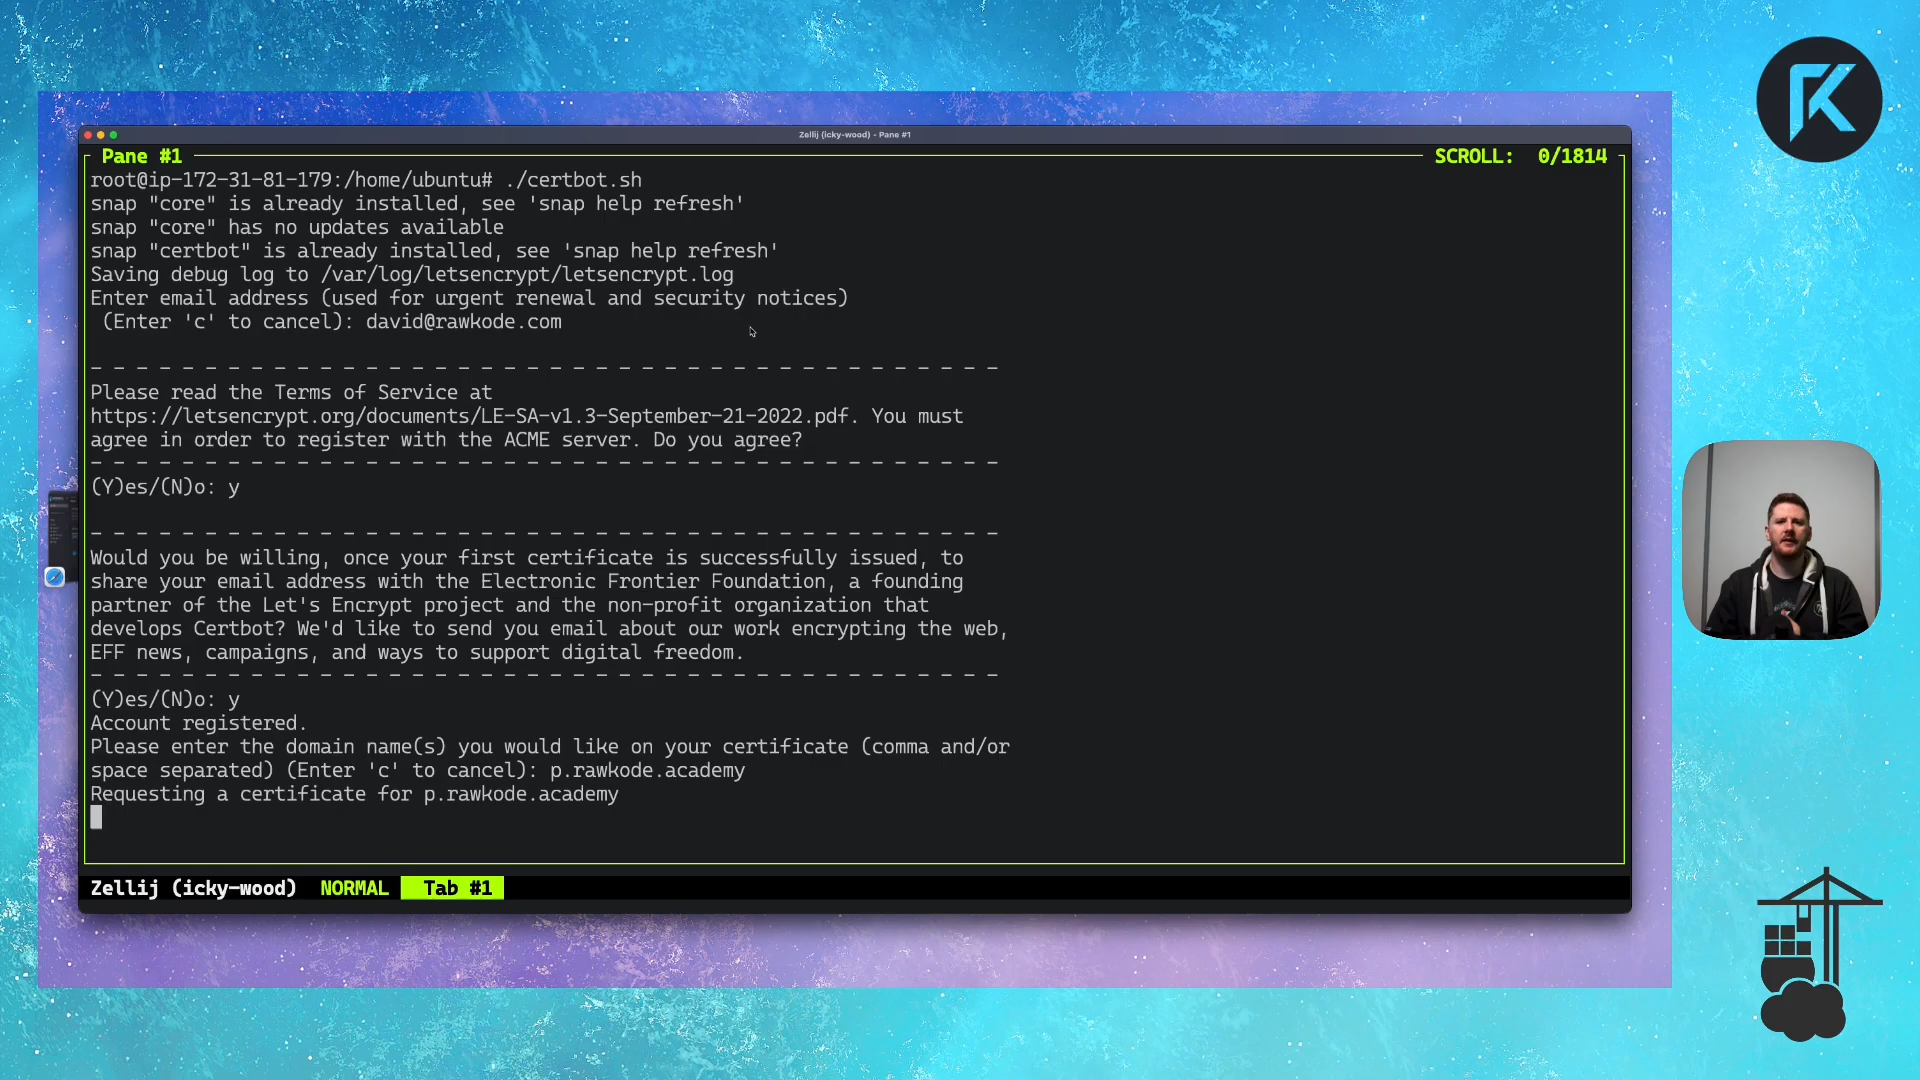 Zellij (icky-wood) - Pane #1
Pane #1 SCROLL: 0/1814
root@ip-172-31-81-179:/home/ubuntu# ./certbot.sh
snap "core" is already installed, see 'snap help refresh'
snap "core" has no updates available
snap "certbot" is already installed, see 'snap help refresh'
Saving debug log to /var/log/letsencrypt/letsencrypt.log
Enter email address (used for urgent renewal and security notices)
(Enter 'c' to cancel): david@rawkode.com
- - - - - - - - - - - - - - - - - - - - - - - - - - - - - - - - - - - - - - - -
Please read the Terms of Service at
https://letsencrypt.org/documents/LE-SA-v1.3-September-21-2022.pdf. You must
agree in order to register with the ACME server. Do you agree?
- - - - - - - - - - - - - - - - - - - - - - - - - - - - - - - - - - - - - - - -
(Y)es/(N)o: y
- - - - - - - - - - - - - - - - - - - - - - - - - - - - - - - - - - - - - - - -
Would you be willing, once your first certificate is successfully issued, to
share your email address with the Electronic Frontier Foundation, a founding
partner of the Let's Encrypt project and the non-profit organization that
develops Certbot? We'd like to send you email about our work encrypting the web,
EFF news, campaigns, and ways to support digital freedom.
- - - - - - - - - - - - - - - - - - - - - - - - - - - - - - - - - - - - - - - -
(Y)es/(N)o: y
Account registered.
Please enter the domain name(s) you would like on your certificate (comma and/or
space separated) (Enter 'c' to cancel): p.rawkode.academy
Requesting a certificate for p.rawkode.academy
Zellij (icky-wood) NORMAL Tab #1